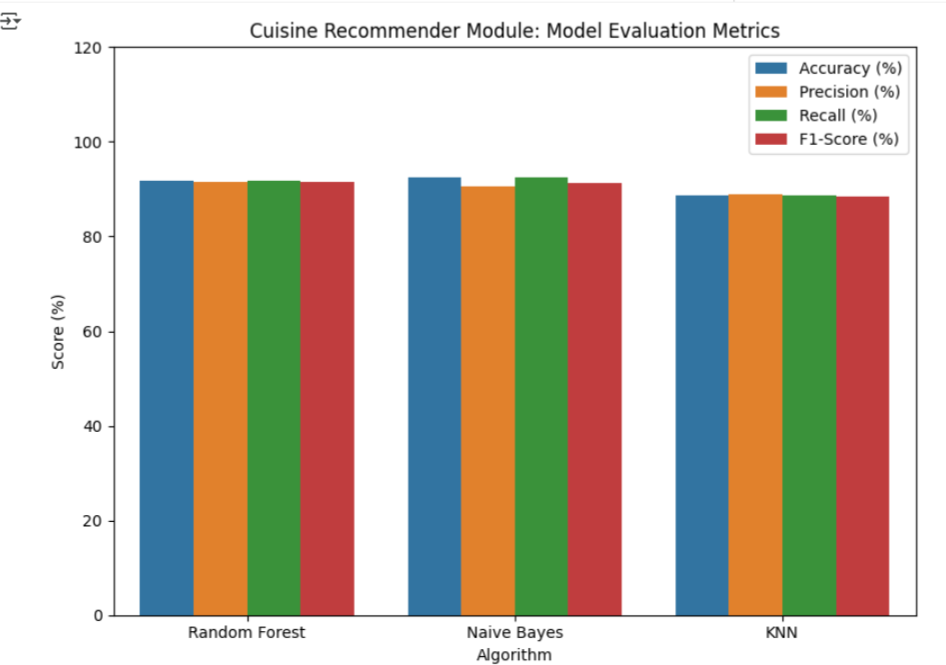 Cuisine Recommender Module: Model Evaluation Metrics
120
100
80
60
40
20
0
Score (%)
Accuracy (%)
Precision (%)
Recall (%)
F1-Score (%)
Random Forest
Naive Bayes
KNN
Algorithm